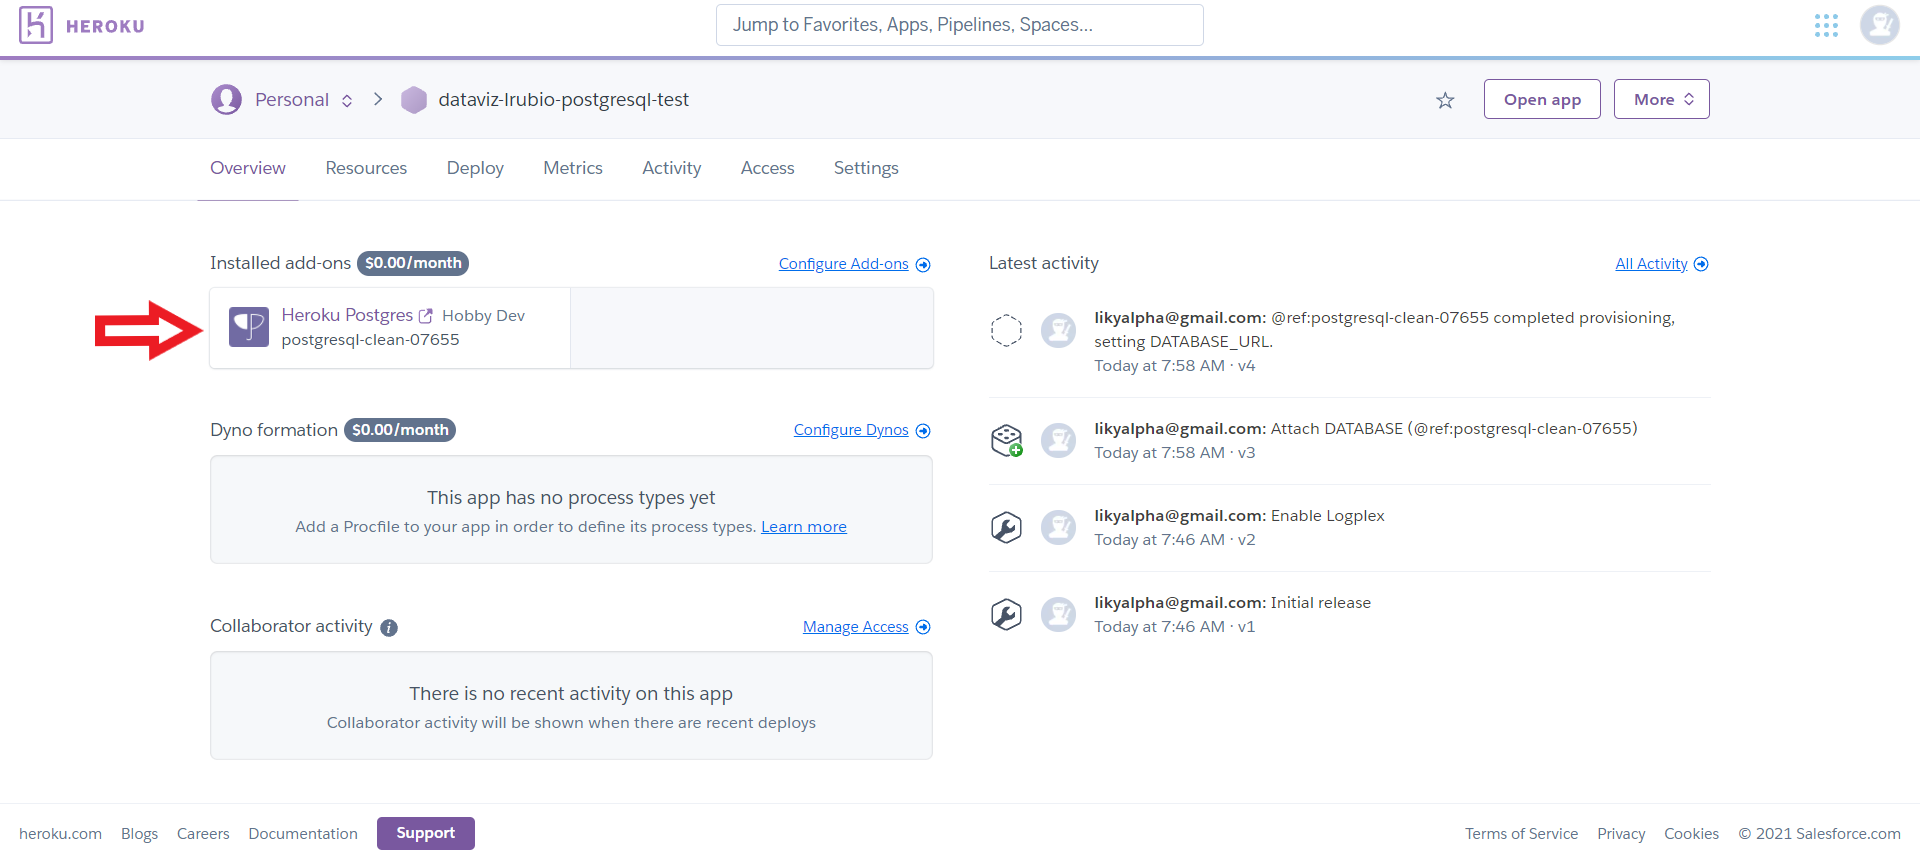 HEROKU
Jump to Favorites, Apps, Pipelines, Spaces...
Personal
dataviz-lrubio-postgresql-test
Open app
More
Overview
Resources
Deploy
Metrics
Activity
Access
Settings
Installed add-ons $0.00/month
Configure Add-ons
Heroku Postgres Hobby Dev
postgresql-clean-07655
Dyno formation $0.00/month
Configure Dynos
This app has no process types yet
Add a Procfile to your app in order to define its process types. Learn more
Collaborator activity i
Manage Access
There is no recent activity on this app
Collaborator activity will be shown when there are recent deploys
Latest activity
All Activity
likyalpha@gmail.com: @ref:postgresql-clean-07655 completed provisioning,
setting DATABASE_URL.
Today at 7:58 AM · v4
likyalpha@gmail.com: Attach DATABASE (@ref:postgresql-clean-07655)
Today at 7:58 AM · v3
likyalpha@gmail.com: Enable Logplex
Today at 7:46 AM · v2
likyalpha@gmail.com: Initial release
Today at 7:46 AM · v1
heroku.com
Blogs
Careers
Documentation
Support
Terms of Service
Privacy
Cookies
© 2021 Salesforce.com